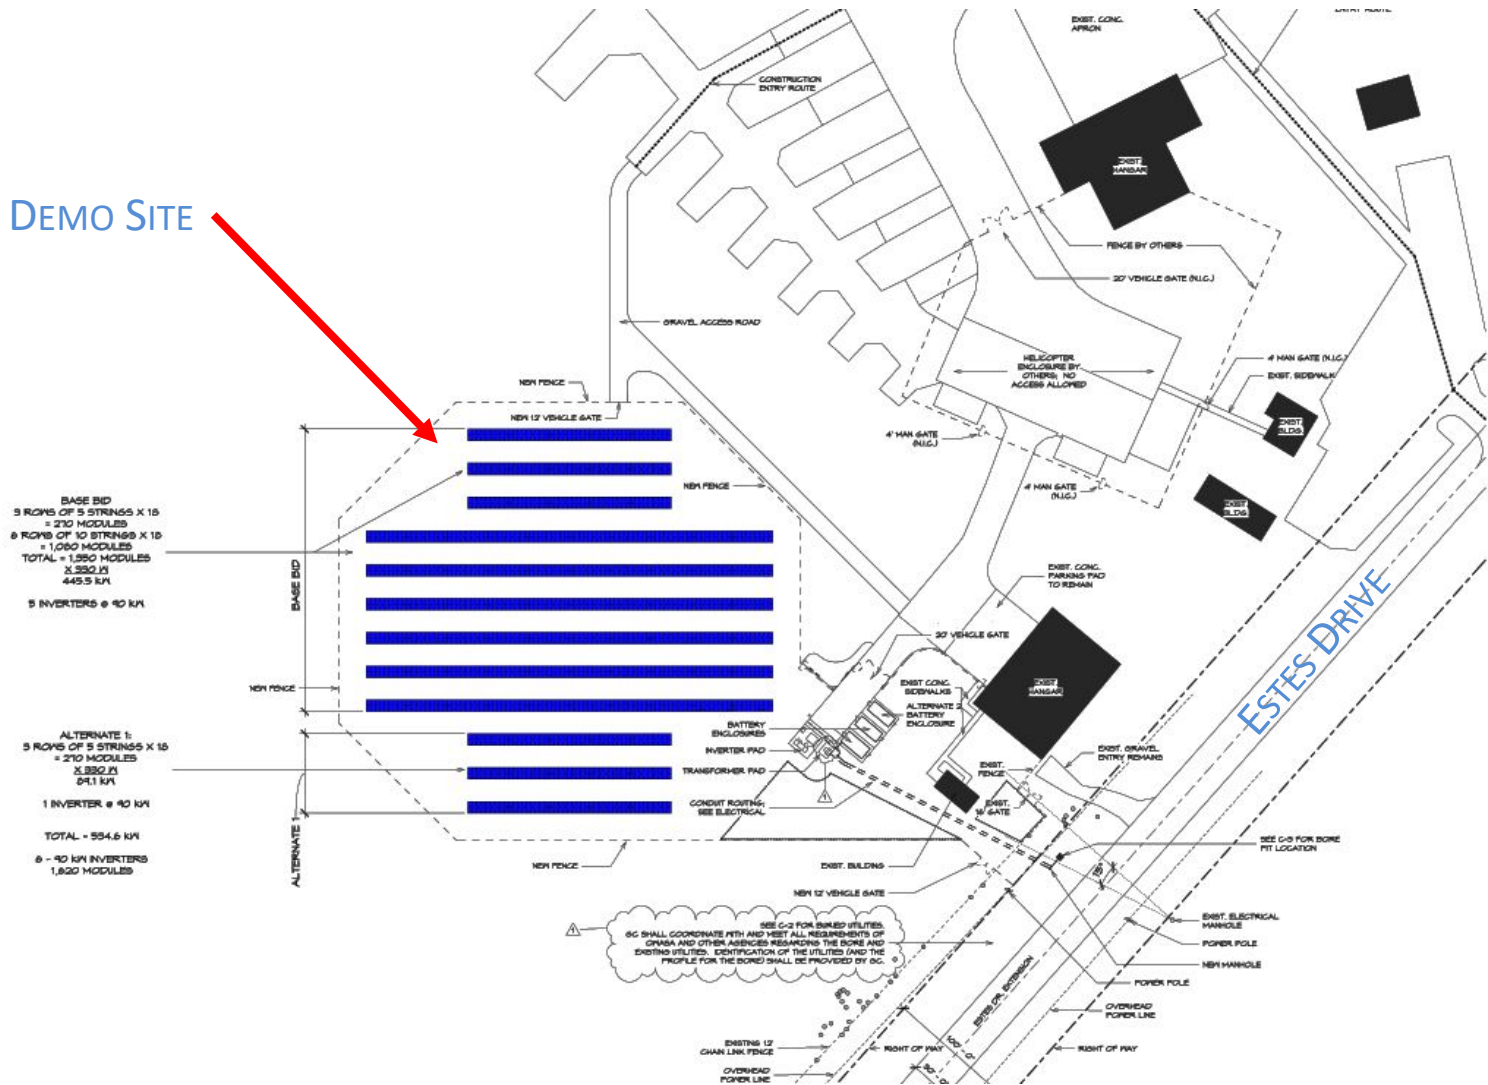 EXIST. CONC.
APRON
ENTRY ROUTE
CONSTRUCTION
ENTRY ROUTE
EXIST.
HANGAR
DEMO SITE
FENCE BY OTHERS
20' VEHICLE GATE (N.I.C.)
GRAVEL ACCESS ROAD
HELICOPTER
ENCLOSURE BY
OTHERS; NO
ACCESS ALLOWED
4' MAN GATE (N.I.C.)
EXIST. SIDEWALK
NEW FENCE
NEW 12' VEHICLE GATE
4' MAN GATE
(N.I.C.)
EXIST.
BLDG.
NEW FENCE
4' MAN GATE
(N.I.C.)
EXIST.
BLDG.
BASE BID
3 ROWS OF 5 STRINGS X 18
= 270 MODULES
6 ROWS OF 10 STRINGS X 18
= 1,080 MODULES
TOTAL = 1,350 MODULES
X 330 W
445.5 KW
5 INVERTERS @ 90 KW
BASE BID
EXIST. CONC.
PARKING PAD
TO REMAIN
ESTES DRIVE
20' VEHICLE GATE
NEW FENCE
EXIST CONC.
SIDEWALKS
EXIST.
HANGAR
ALTERNATE 2
BATTERY
ENCLOSURE
BATTERY
ENCLOSURES
INVERTER PAD
TRANSFORMER PAD
CONDUIT ROUTING;
SEE ELECTRICAL
ALTERNATE 1:
3 ROWS OF 5 STRINGS X 18
= 270 MODULES
X 330 W
89.1 KW
1 INVERTER @ 90 KW
TOTAL = 534.6 KW
6 - 90 KW INVERTERS
1,620 MODULES
ALTERNATE 1
EXIST. GRAVEL
ENTRY REMAINS
EXIST.
FENCE
1
EXIST.
16' GATE
SEE C-3 FOR BORE
PIT LOCATION
15'
NEW FENCE
EXIST. BUILDING
NEW 12' VEHICLE GATE
1
SEE C-2 FOR BURIED UTILITIES.
GC SHALL COORDINATE WITH AND MEET ALL REQUIREMENTS OF
OWASA AND OTHER AGENCIES REGARDING THE BORE AND
EXISTING UTILITIES. IDENTIFICATION OF THE UTILITIES (AND THE
PROFILE FOR THE BORE) SHALL BE PROVIDED BY GC.
EXIST. ELECTRICAL
MANHOLE
POWER POLE
NEW MANHOLE
POWER POLE
ESTES DR. EXTENSION
OVERHEAD
POWER LINE
EXISTING 12'
CHAIN LINK FENCE
RIGHT OF WAY
100'-0"
RIGHT OF WAY
OVERHEAD
POWER LINE